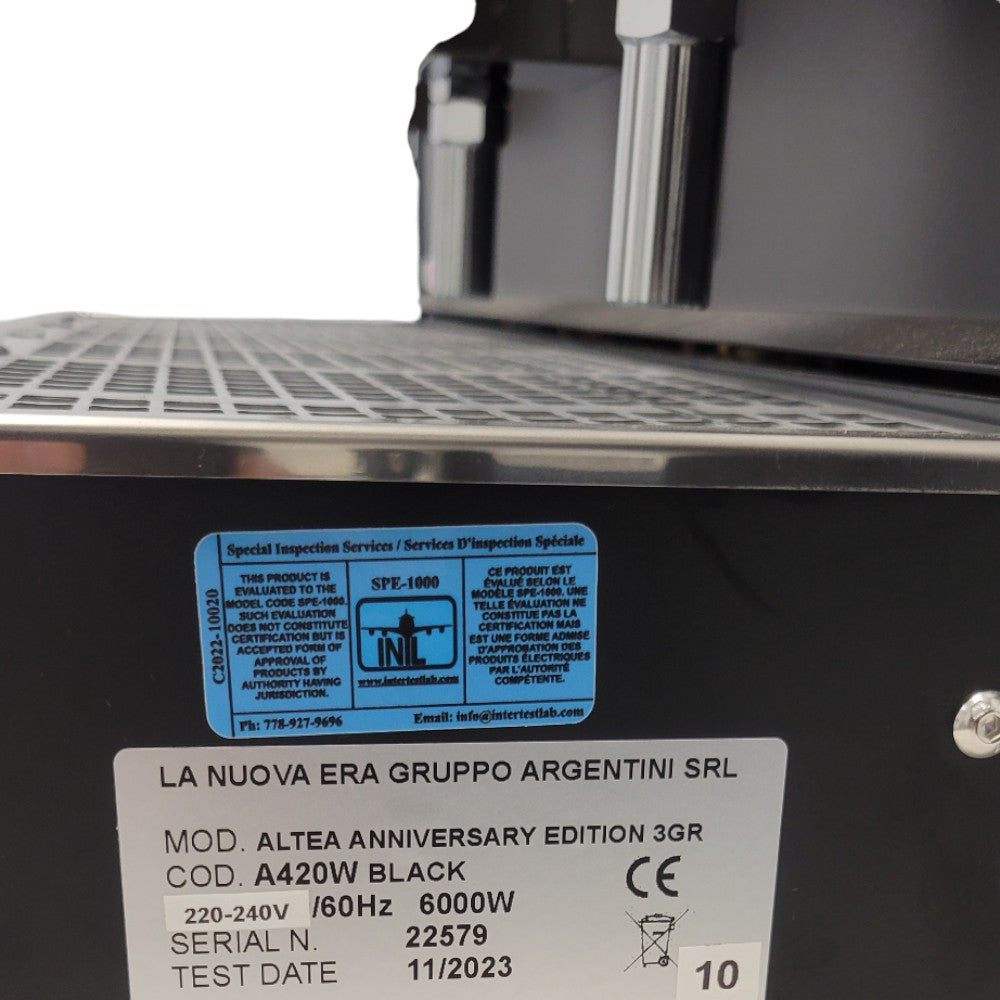 Special Inspection Services / Services D'inspection Spéciale
C2022-10020
THIS PRODUCT IS
EVALUATED TO THE
MODEL CODE SPE-1000.
SUCH EVALUATION
DOES NOT CONSTITUTE
CERTIFICATION BUT IS
ACCEPTED FORM OF
APPROVAL OF
PRODUCTS BY
AUTHORITY HAVING
JURISDICTION.
SPE-1000
INTL
www.intertestlab.com
CE PRODUIT EST
ÉVALUÉ SELON LE
MODÈLE SPE-1000. UNE
TELLE ÉVALUATION NE
CONSTITUE PAS LA
CERTIFICATION MAIS
EST UNE FORME ADMISE
D'APPROBATION DES
PRODUITS ÉLECTRIQUES
PAR L'AUTORITÉ
COMPÉTENTE.
Ph: 778-927-9696
Email: info@intertestlab.com
LA NUOVA ERA GRUPPO ARGENTINI SRL
MOD. ALTEA ANNIVERSARY EDITION 3GR
COD. A420W BLACK
CE
220-240V /60Hz 6000W
SERIAL N. 22579
TEST DATE 11/2023
10